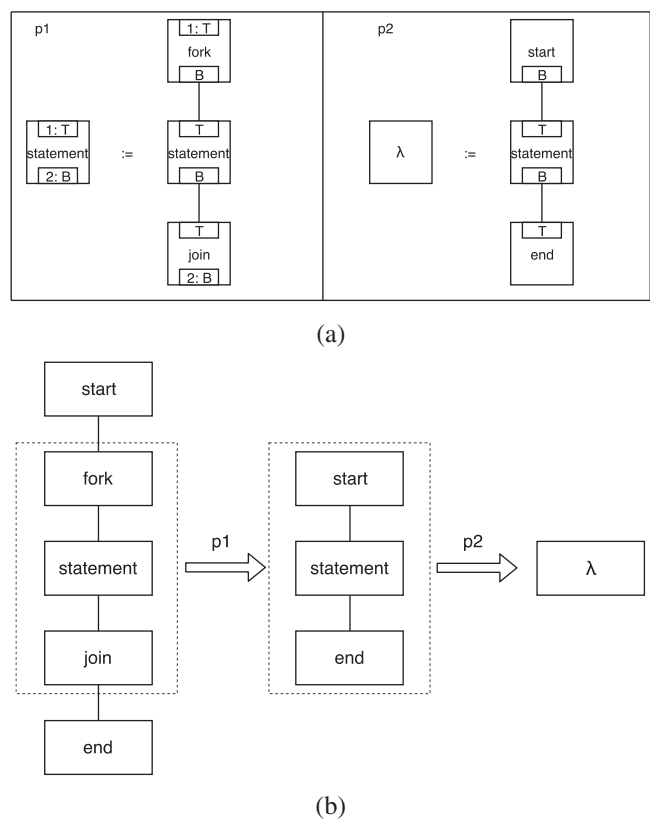 p1
1: T
fork
B
1: T
statement
2: B
:=
T
statement
B
T
join
2: B
p2
start
B
λ
:=
T
statement
B
T
end
(a)
start
fork
statement
join
end
p1
start
statement
end
p2
λ
(b)